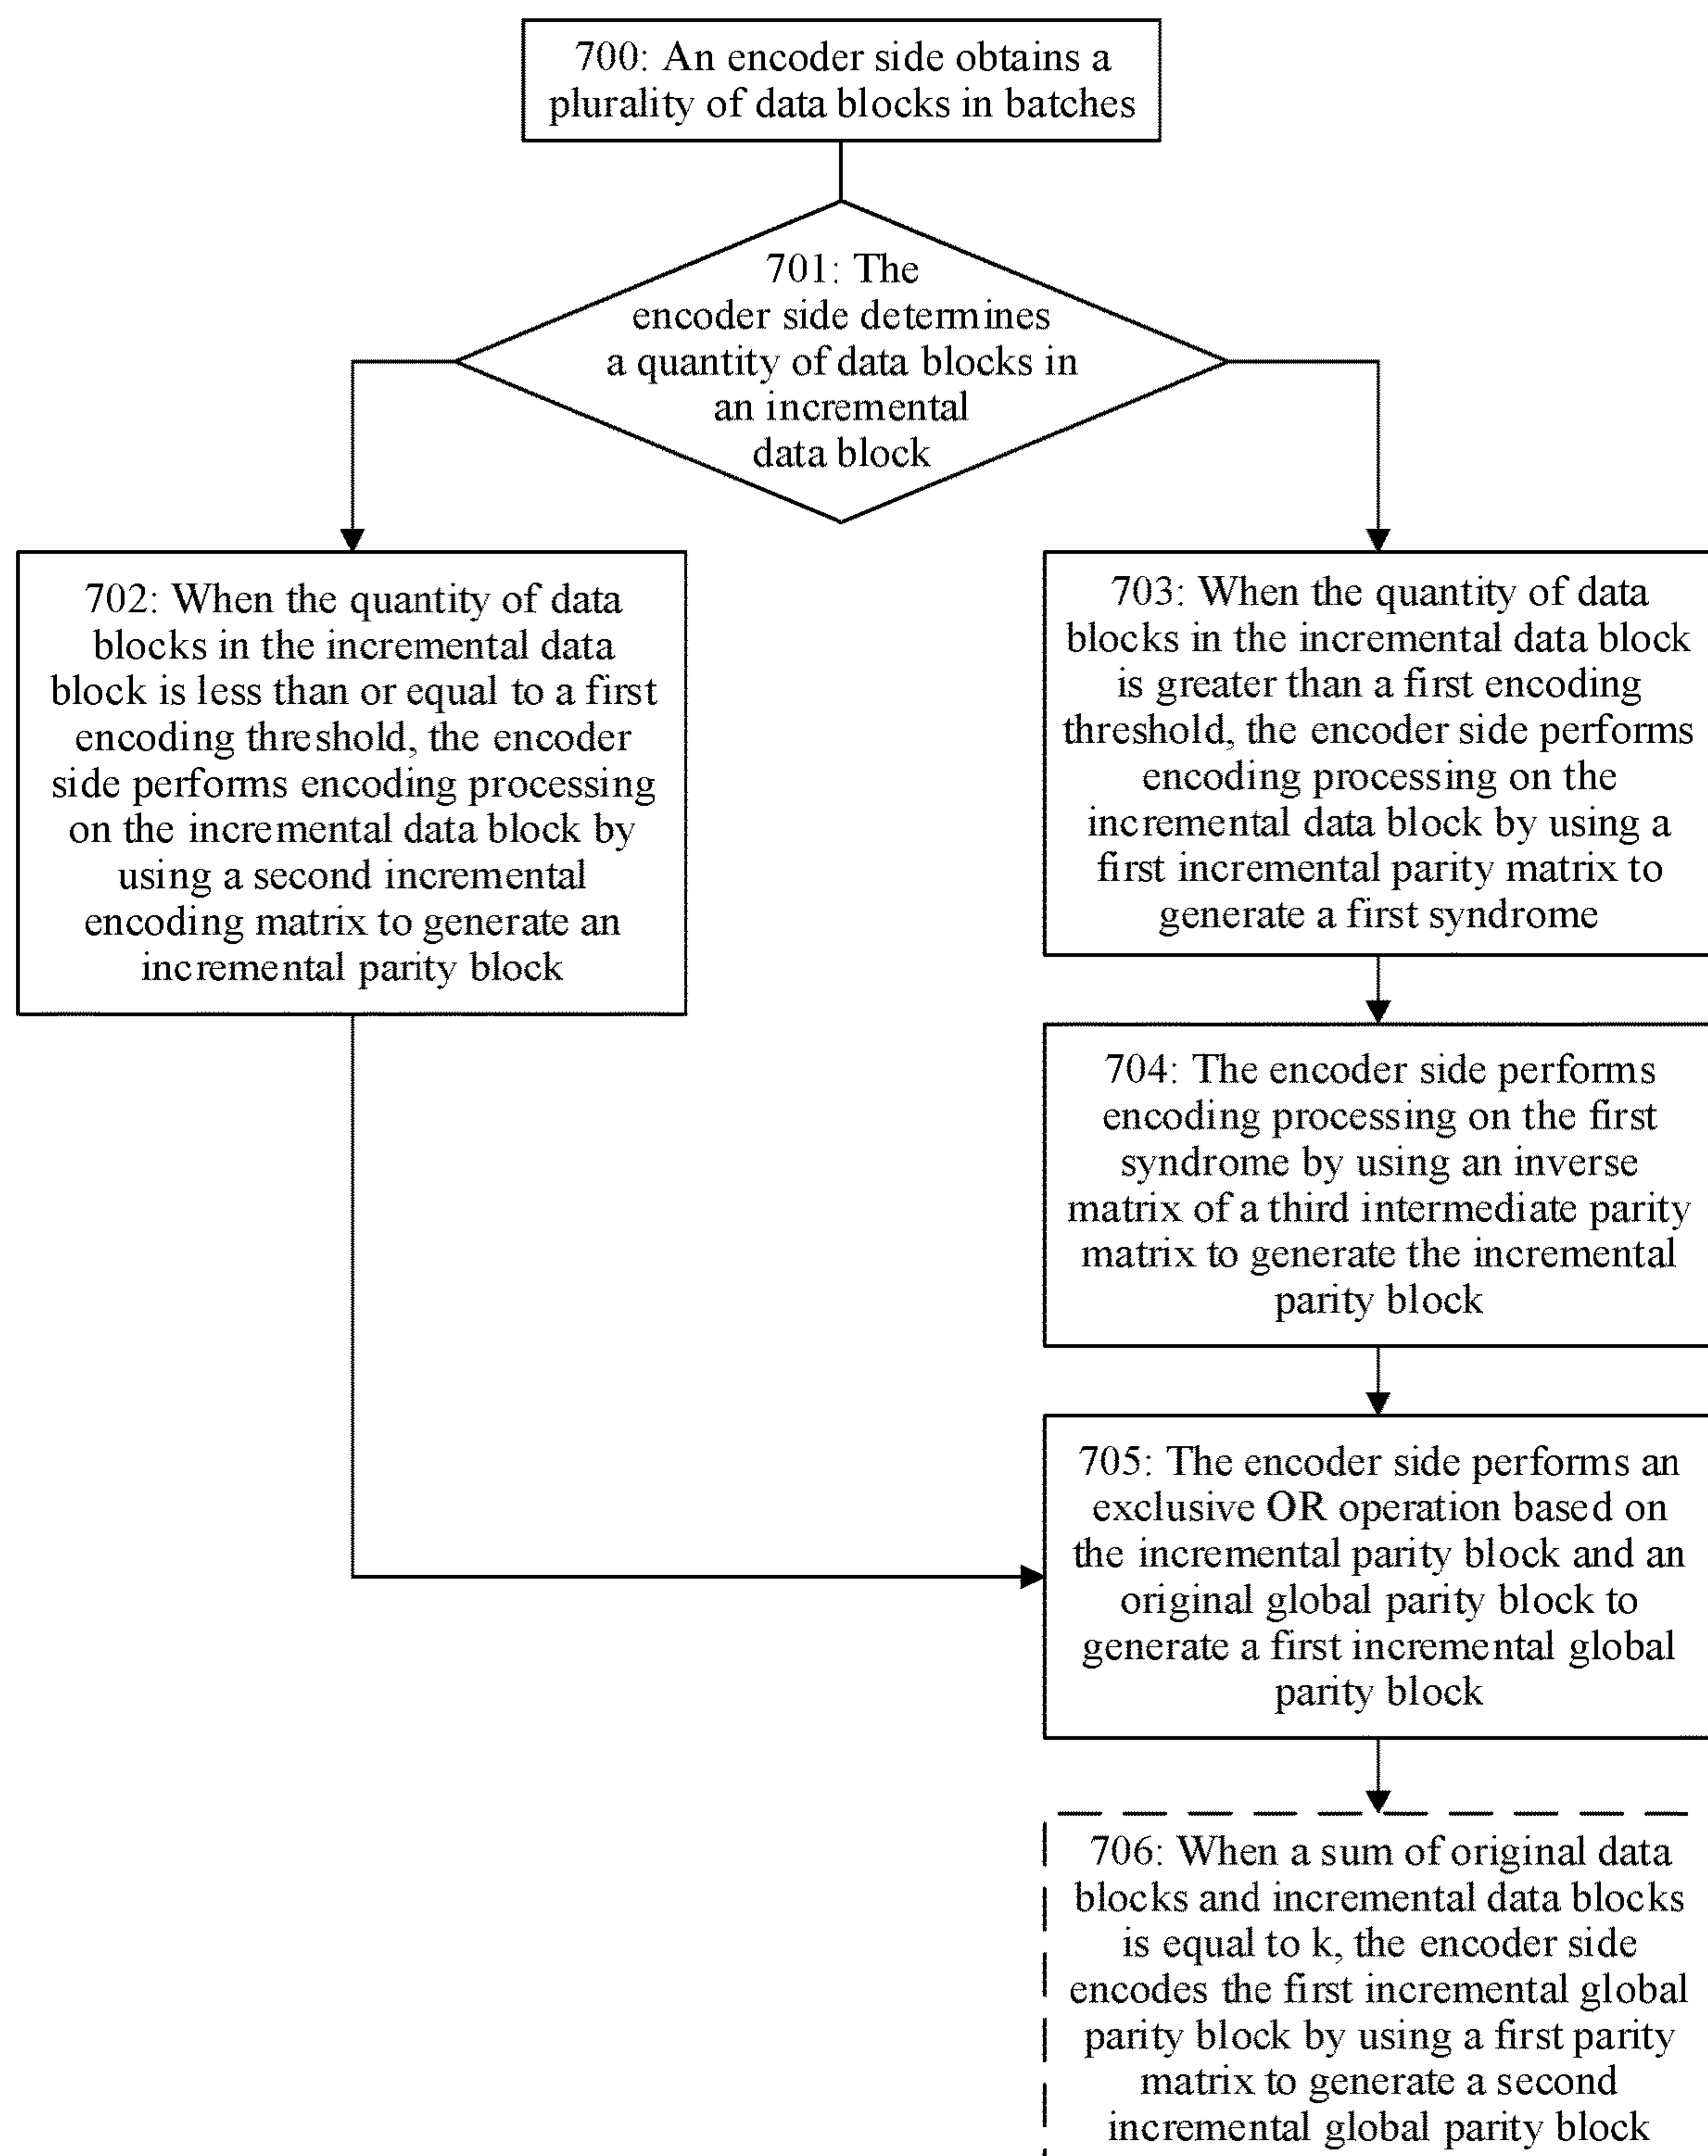 700: An encoder side obtains a
plurality of data blocks in batches
701: The
encoder side determines
a quantity of data blocks in
an incremental
data block
702: When the quantity of data
blocks in the incremental data
block is less than or equal to a first
encoding threshold, the encoder
side performs encoding processing
on the incremental data block by
using a second incremental
encoding matrix to generate an
incremental parity block
703: When the quantity of data
blocks in the incremental data block
is greater than a first encoding
threshold, the encoder side performs
encoding processing on the
incremental data block by using a
first incremental parity matrix to
generate a first syndrome
704: The encoder side performs
encoding processing on the first
syndrome by using an inverse
matrix of a third intermediate parity
matrix to generate the incremental
parity block
705: The encoder side performs an
exclusive OR operation based on
the incremental parity block and an
original global parity block to
generate a first incremental global
parity block
706: When a sum of original data
blocks and incremental data blocks
is equal to k, the encoder side
encodes the first incremental global
parity block by using a first parity
matrix to generate a second
incremental global parity block